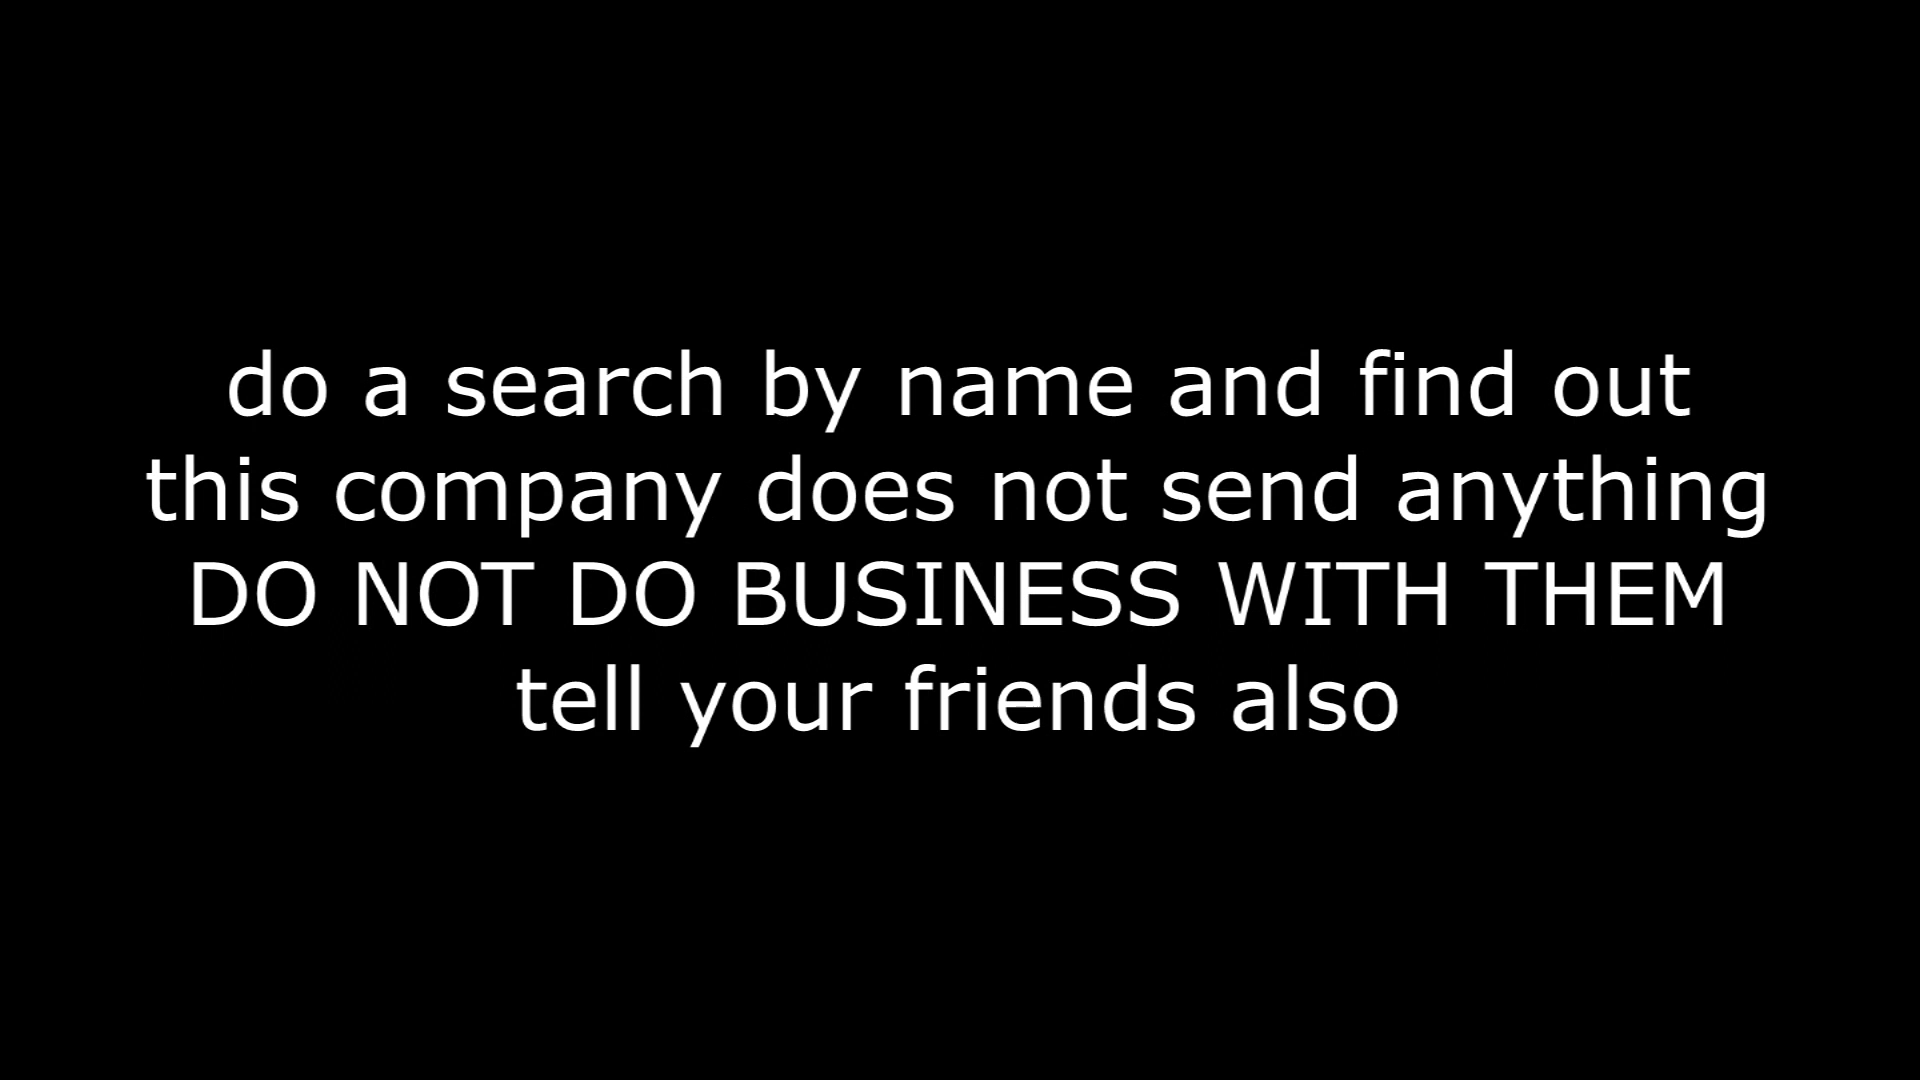 do a search by name and find out
this company does not send anything
DO NOT DO BUSINESS WITH THEM
tell your friends also